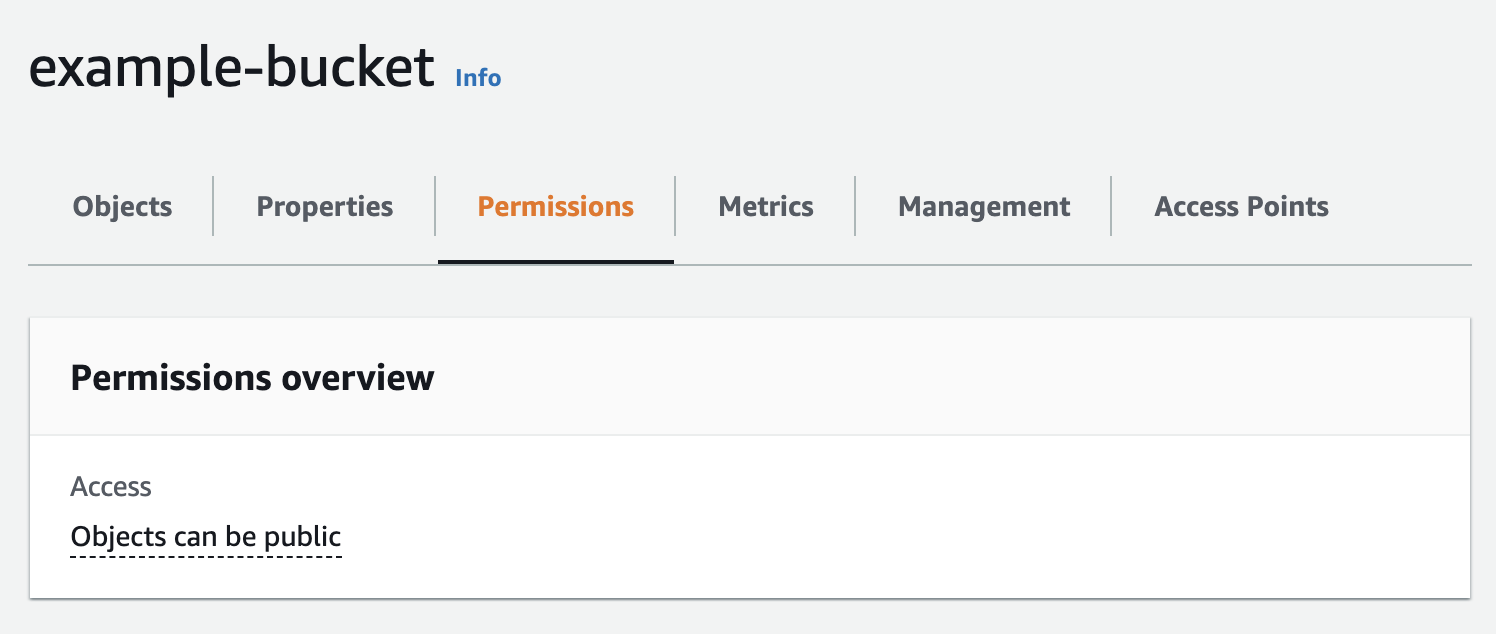 example-bucket Info
Objects Properties Permissions Metrics Management Access Points
Permissions overview
Access
Objects can be public